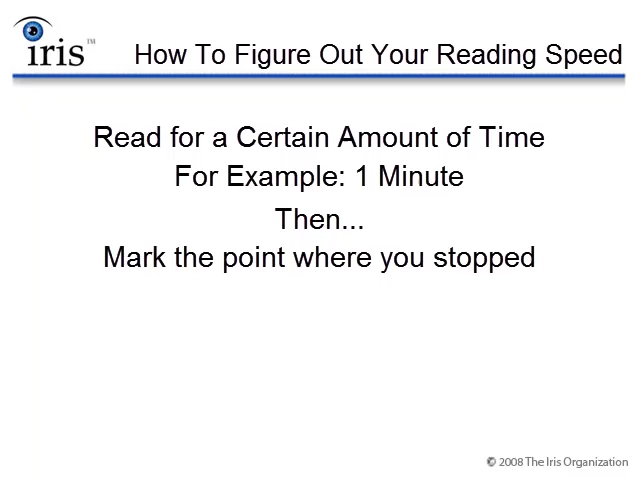 iris™
How To Figure Out Your Reading Speed
Read for a Certain Amount of Time
For Example: 1 Minute
Then...
Mark the point where you stopped
© 2008 The Iris Organization